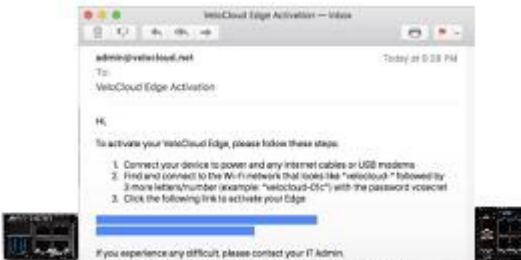 VeloCloud Edge Activation — Inbox
admin@velocloud.net Today at 9:28 PM
To:
VeloCloud Edge Activation
Hi,
To activate your VeloCloud Edge, please follow these steps:
1. Connect your device to power and any Internet cables or USB modems
2. Find and connect to the Wi-Fi network that looks like "velocloud-" followed by
3 more letters/number (example: "velocloud-01c") with the password vcsecret
3. Click the following link to activate your Edge
If you experience any difficult, please contact your IT Admin.